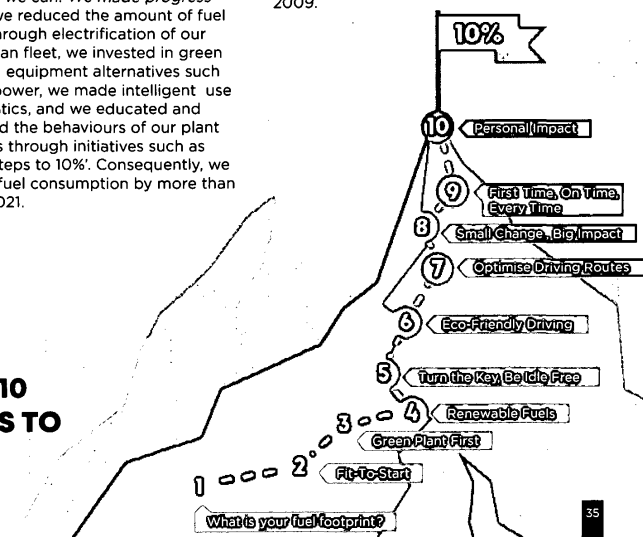 we can. We made progress
ve reduced the amount of fuel
rough electrification of our
an fleet, we invested in green
equipment alternatives such
power, we made intelligent use
stics, and we educated and
d the behaviours of our plant
s through initiatives such as
teps to 10%'. Consequently, we
fuel consumption by more than
021.
2009.
10
S TO
10%
10 Personal Impact
9 First Time, On Time,
Every Time
8 Small Change, Big Impact
7 Optimise Driving Routes
6 Eco-Friendly Driving
5 Turn the Key, Be Idle Free
4 Renewable Fuels
3 Green Plant First
2 Fit-To-Start
1 What is your fuel footprint?
35